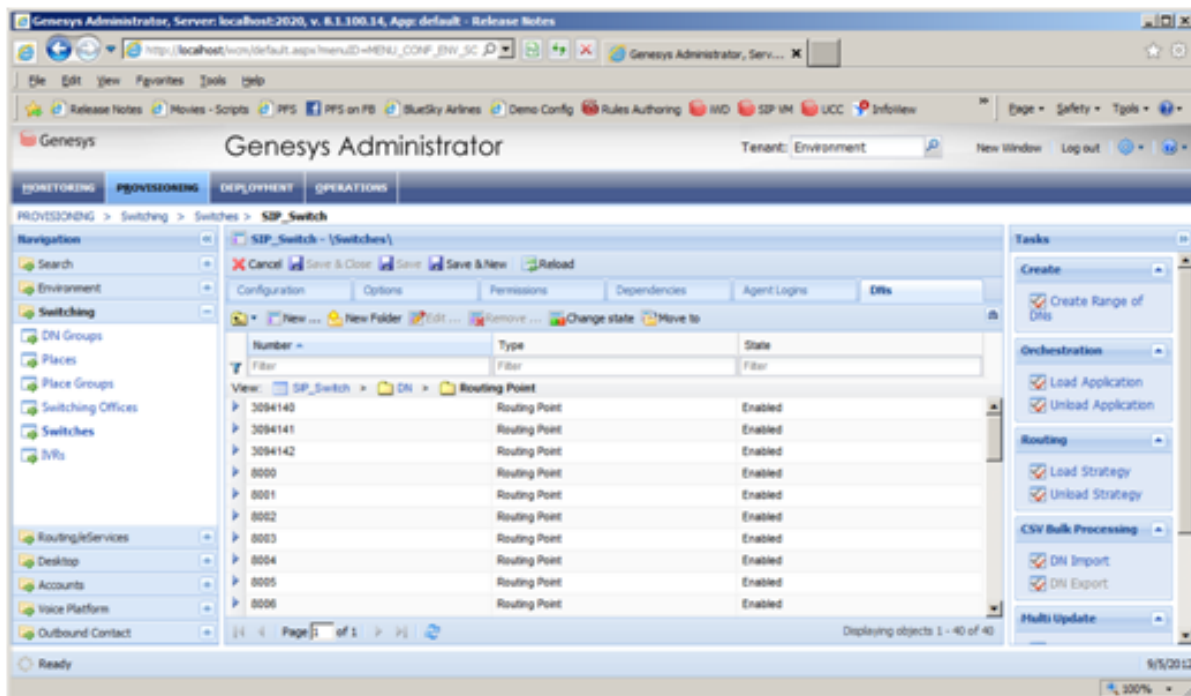 Genesys Administrator, Server: localhost:2020, v. 8.1.100.14, App: default - Release Notes
http://localhost/wcm/default.aspx?menuID=MENU_CONF_ENV_SC
Genesys Administrator, Serv...
File Edit View Favorites Tools Help
Release Notes Movies - Scripts PFS PFS on FB BlueSky Airlines Demo Config Rules Authoring IWD SIP VM UCC InfoView Page Safety Tools
Genesys
Genesys Administrator
Tenant: Environment
New Window Log out
MONITORING PROVISIONING DEPLOYMENT OPERATIONS
PROVISIONING > Switching > Switches > SIP_Switch
Navigation
Search
Environment
Switching
DN Groups
Places
Place Groups
Switching Offices
Switches
IVRs
Routing/eServices
Desktop
Accounts
Voice Platform
Outbound Contact
SIP_Switch - \Switches\
Cancel Save & Close Save Save & New Reload
Configuration Options Permissions Dependencies Agent Logins DNs
New ... New Folder Edit ... Remove ... Change state Move to
Number Type State
Filter Filter Filter
View: SIP_Switch > DN > Routing Point
3094140 Routing Point Enabled
3094141 Routing Point Enabled
3094142 Routing Point Enabled
8000 Routing Point Enabled
8001 Routing Point Enabled
8002 Routing Point Enabled
8003 Routing Point Enabled
8004 Routing Point Enabled
8005 Routing Point Enabled
8006 Routing Point Enabled
Page 1 of 1
Displaying objects 1 - 40 of 40
Tasks
Create
Create Range of
DNs
Orchestration
Load Application
Unload Application
Routing
Load Strategy
Unload Strategy
CSV Bulk Processing
DN Import
DN Export
Multi Update
Ready
9/5/2012
100%